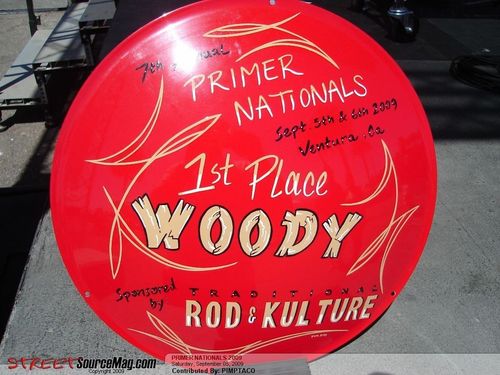 7th Annual
PRIMER
NATIONALS
Sept 5th & 6th 2009
Ventura, Ca
1st Place
WOODY
Sponsored
by
TRADITIONAL
ROD & KULTURE
STREETSourceMag.com
Copyright 2009
PRIMER NATIONALS 2009
Saturday, September 05, 2009
Contributed By: PIMPTACO